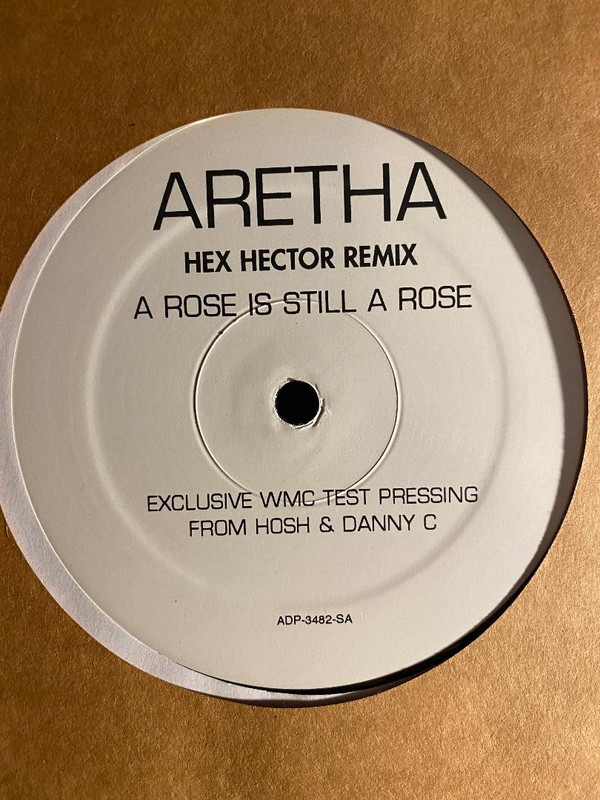 ARETHA
HEX HECTOR REMIX
A ROSE IS STILL A ROSE
EXCLUSIVE WMC TEST PRESSING
FROM HOSH & DANNY C
ADP-3482-SA